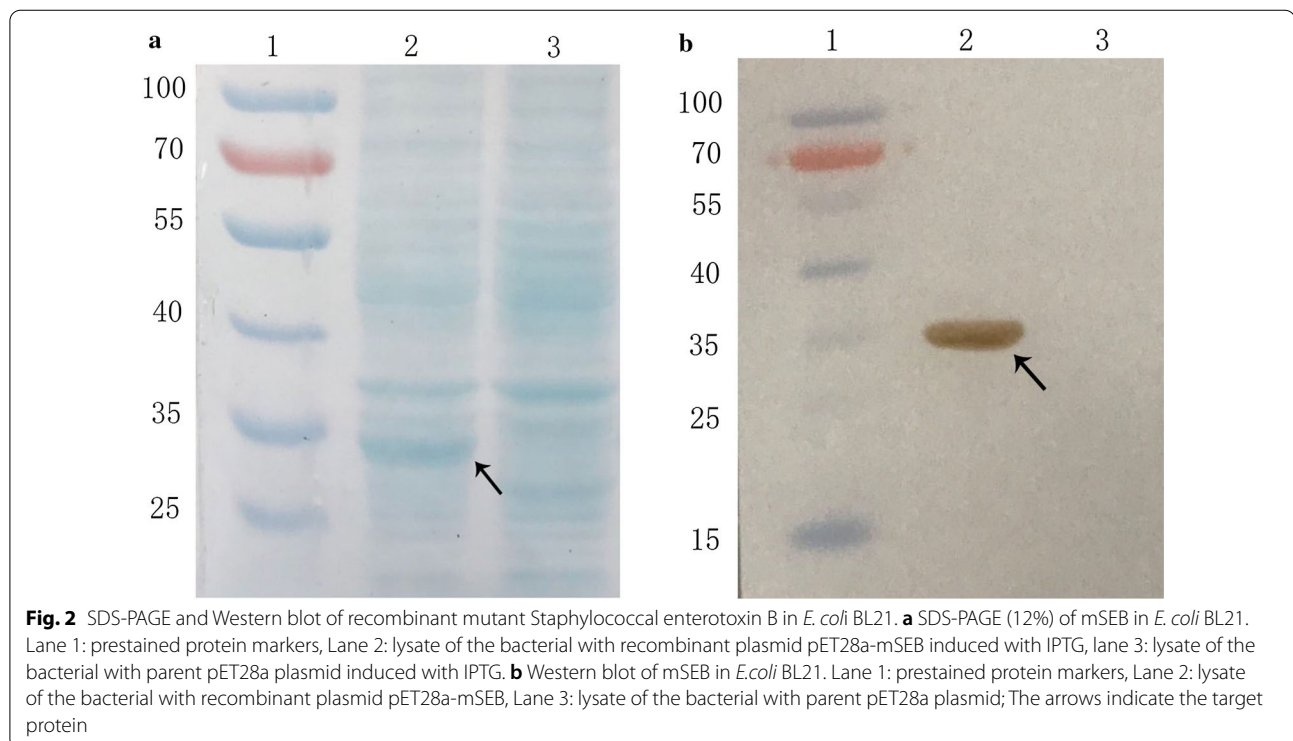 a
1 2 3
100
70
55
40
35
25
b
1 2 3
100
70
55
40
35
25
15
Fig. 2 SDS-PAGE and Western blot of recombinant mutant Staphylococcal enterotoxin B in E. coli BL21. a SDS-PAGE (12%) of mSEB in E. coli BL21.
Lane 1: prestained protein markers, Lane 2: lysate of the bacterial with recombinant plasmid pET28a-mSEB induced with IPTG, lane 3: lysate of the
bacterial with parent pET28a plasmid induced with IPTG. b Western blot of mSEB in E.coli BL21. Lane 1: prestained protein markers, Lane 2: lysate
of the bacterial with recombinant plasmid pET28a-mSEB, Lane 3: lysate of the bacterial with parent pET28a plasmid; The arrows indicate the target
protein